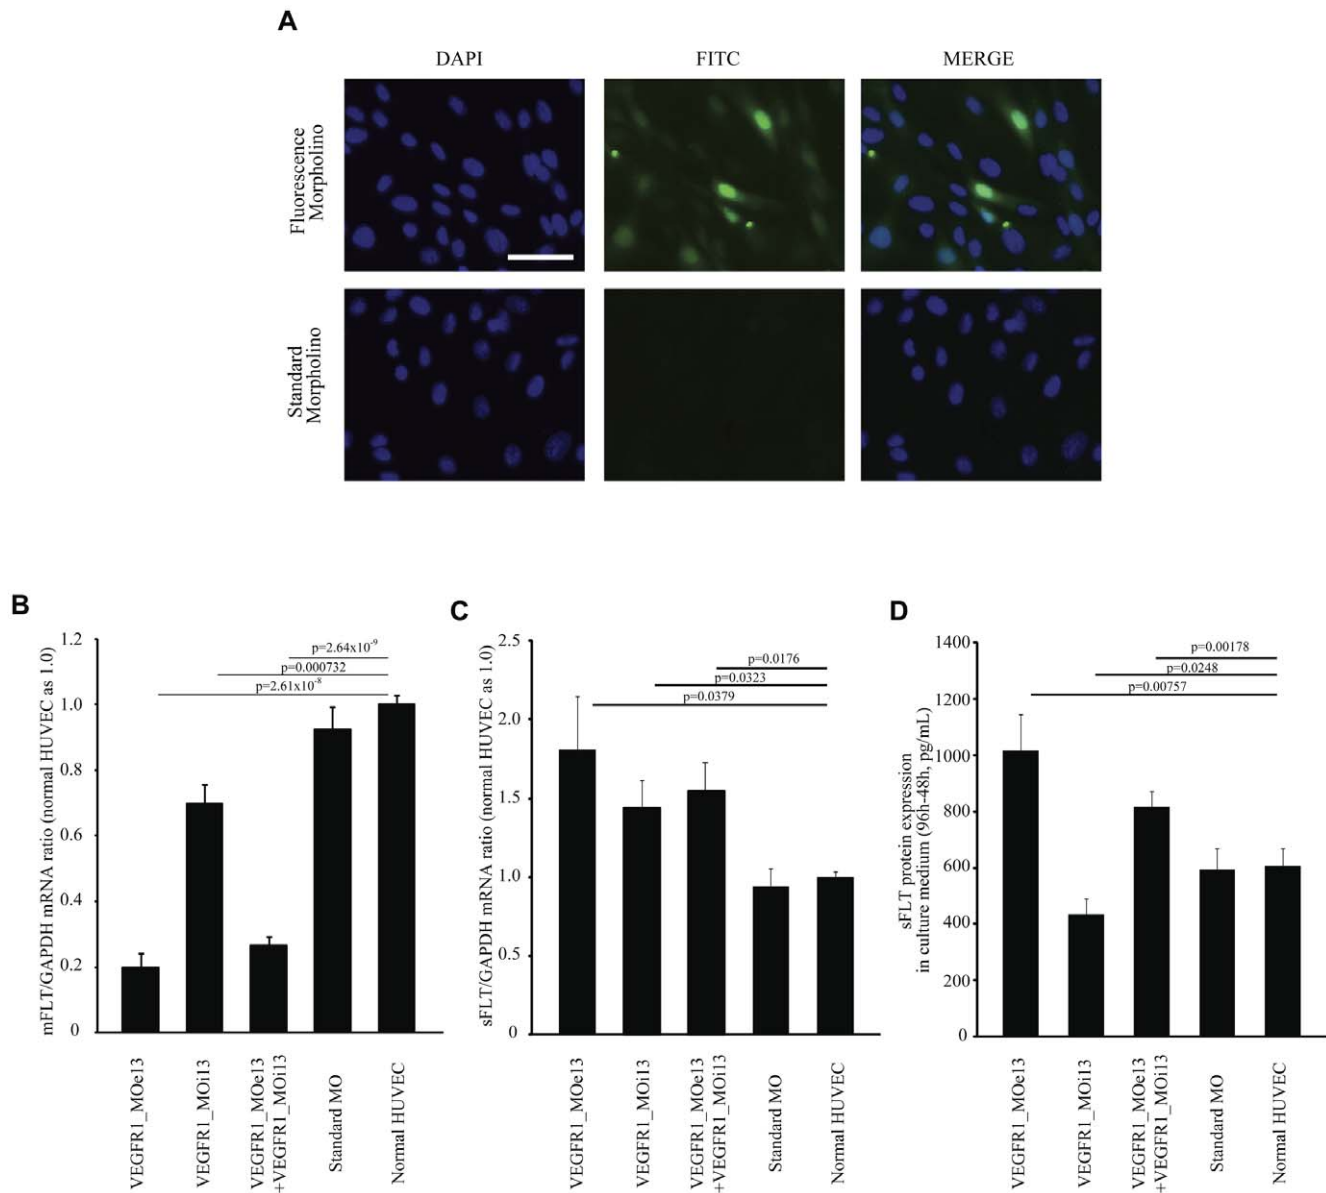 A
DAPI
FITC
MERGE
Fluorescence
Morpholino
Standard
Morpholino
B
mFLT/GAPDH mRNA ratio (normal HUVEC as 1.0)
1.2
1.0
0.8
0.6
0.4
0.2
0
p=2.64x10-9
p=0.000732
p=2.61x10-8
VEGFR1_MOe13
VEGFR1_MOi13
VEGFR1_MOe13
+VEGFR1_MOi13
Standard MO
Normal HUVEC
C
sFLT/GAPDH mRNA ratio (normal HUVEC as 1.0)
2.5
2.0
1.5
1.0
0.5
0
p=0.0176
p=0.0323
p=0.0379
VEGFR1_MOe13
VEGFR1_MOi13
VEGFR1_MOe13
+VEGFR1_MOi13
Standard MO
Normal HUVEC
D
sFLT protein expression
in culture medium (96h-48h, pg/mL)
1400
1200
1000
800
600
400
200
0
p=0.00178
p=0.0248
p=0.00757
VEGFR1_MOe13
VEGFR1_MOi13
VEGFR1_MOe13
+VEGFR1_MOi13
Standard MO
Normal HUVEC